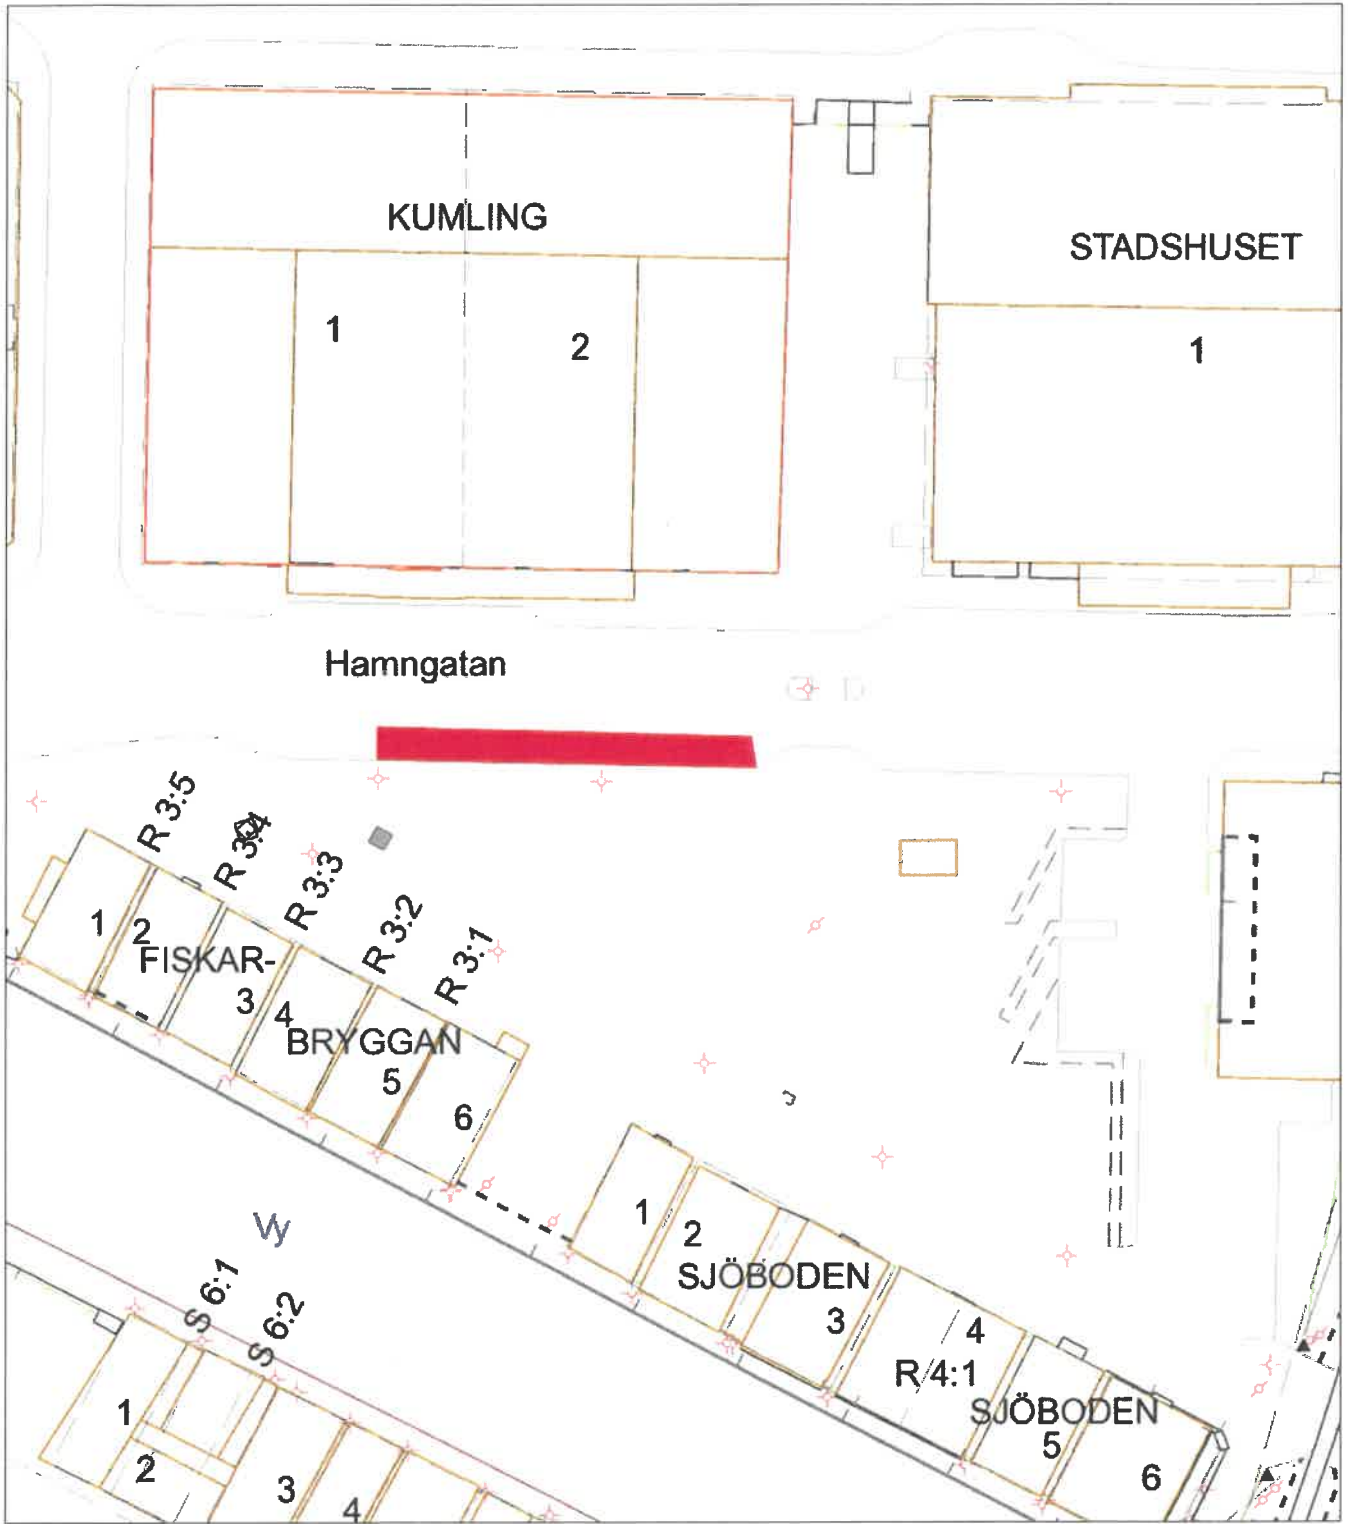 KUMLING
STADSHUSET
1
2
1
Hamngatan
R 3:5
R 3:4
R 3:3
R 3:2
R 3:1
1
2
FISKAR-
3
4
BRYGGAN
5
6
1
2
SJÖBODEN
3
4
R 4:1
SJÖBODEN
5
6
Vy
S 6:1
S 6:2
1
2
3
4